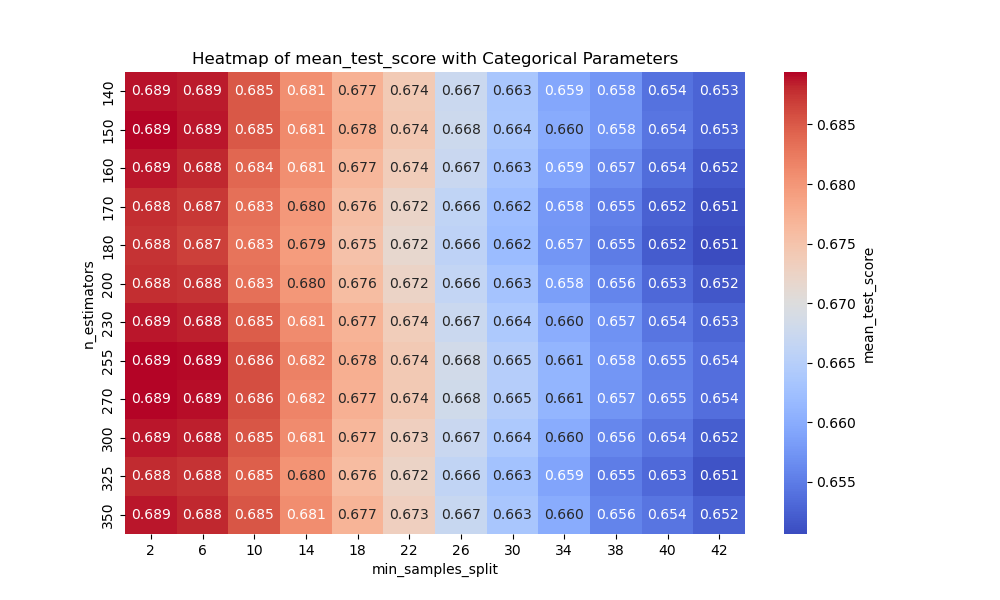 Heatmap of mean_test_score with Categorical Parameters
n_estimators
140 0.689 0.689 0.685 0.681 0.677 0.674 0.667 0.663 0.659 0.658 0.654 0.653
150 0.689 0.689 0.685 0.681 0.678 0.674 0.668 0.664 0.660 0.658 0.654 0.653
160 0.689 0.688 0.684 0.681 0.677 0.674 0.667 0.663 0.659 0.657 0.654 0.652
170 0.688 0.687 0.683 0.680 0.676 0.672 0.666 0.662 0.658 0.655 0.652 0.651
180 0.688 0.687 0.683 0.679 0.675 0.672 0.666 0.662 0.657 0.655 0.652 0.651
200 0.688 0.688 0.683 0.680 0.676 0.672 0.666 0.663 0.658 0.656 0.653 0.652
230 0.689 0.688 0.685 0.681 0.677 0.674 0.667 0.664 0.660 0.657 0.654 0.653
255 0.689 0.689 0.686 0.682 0.678 0.674 0.668 0.665 0.661 0.658 0.655 0.654
270 0.689 0.689 0.686 0.682 0.677 0.674 0.668 0.665 0.661 0.657 0.655 0.654
300 0.689 0.688 0.685 0.681 0.677 0.673 0.667 0.664 0.660 0.656 0.654 0.652
325 0.688 0.688 0.685 0.680 0.676 0.672 0.666 0.663 0.659 0.655 0.653 0.651
350 0.689 0.688 0.685 0.681 0.677 0.673 0.667 0.663 0.660 0.656 0.654 0.652
2 6 10 14 18 22 26 30 34 38 40 42
min_samples_split
0.685
0.680
0.675
0.670
0.665
0.660
0.655
mean_test_score